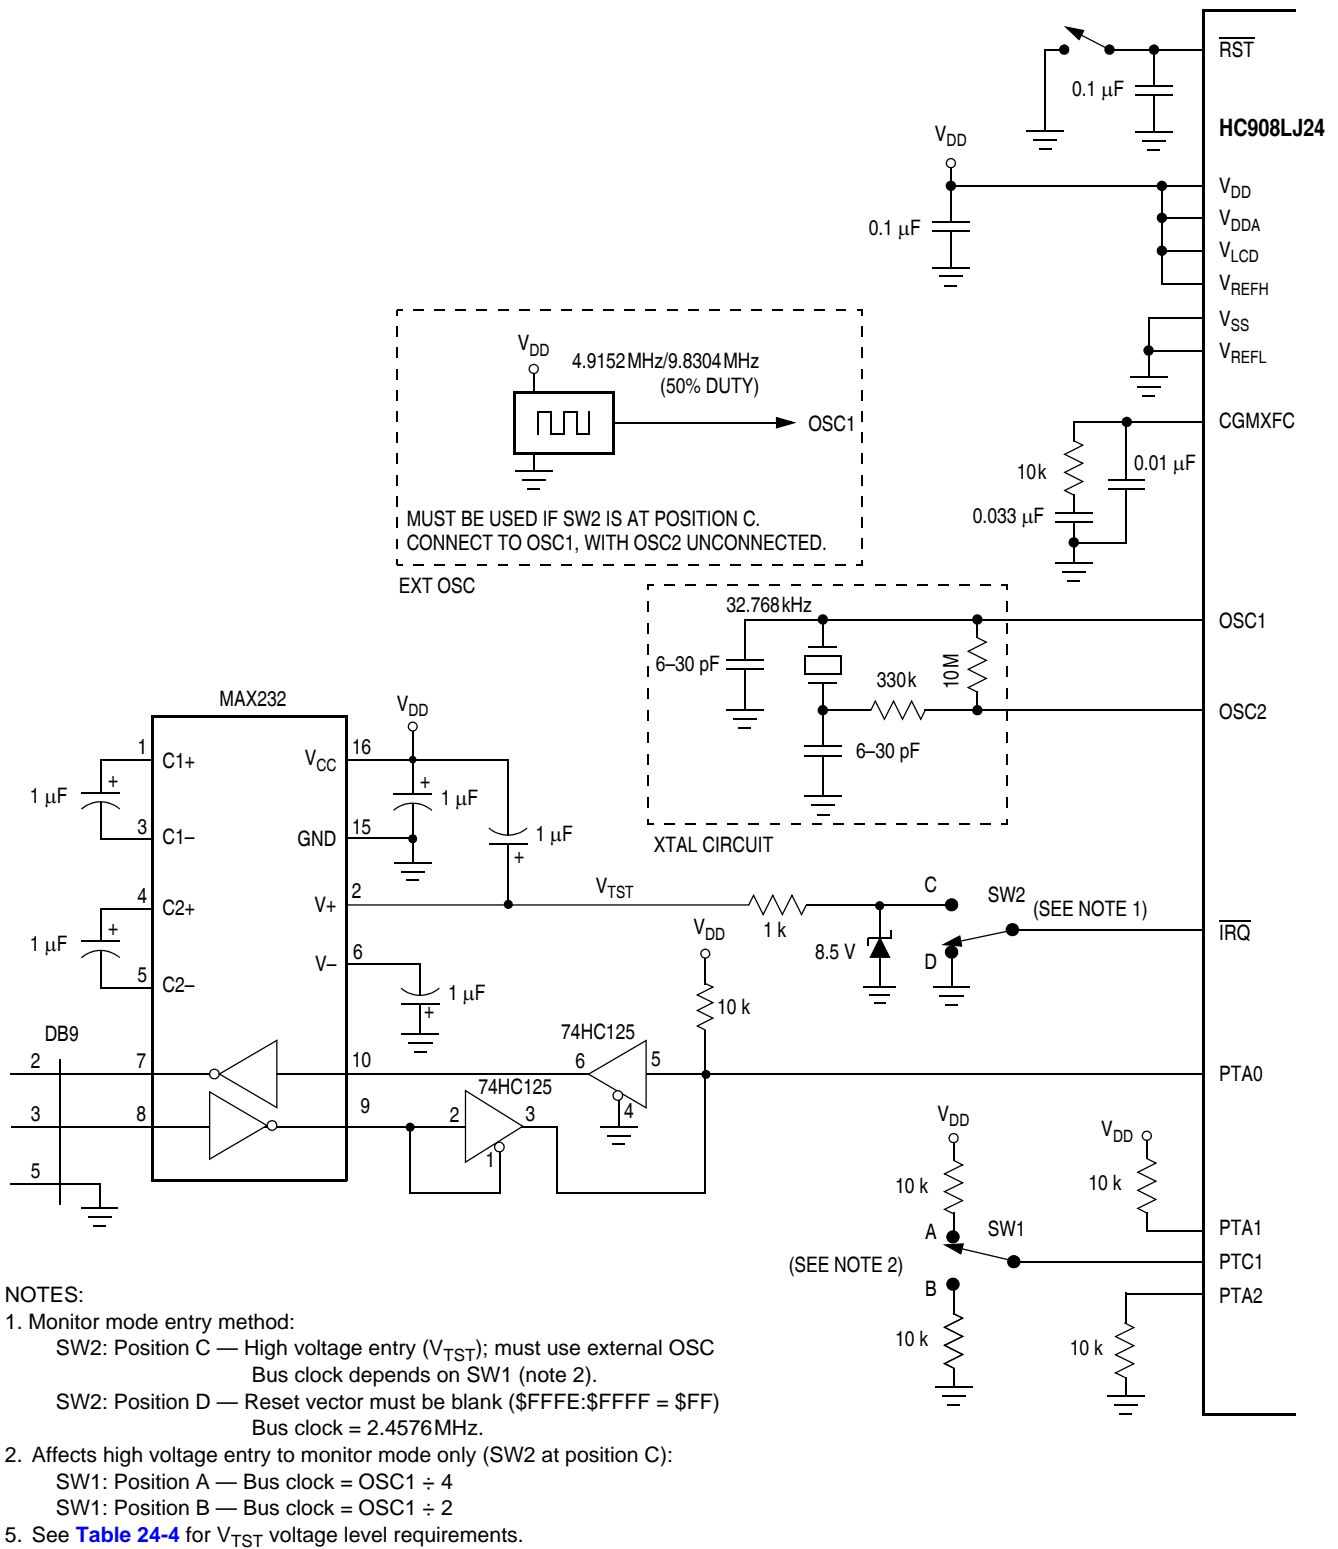 RST
0.1 μF
HC908LJ24
VDD
VDD
VDDA
0.1 μF
VLCD
VREFH
VSS
VREFL
VDD
4.9152MHz/9.8304MHz
(50% DUTY)
OSC1
CGMXFC
10k
0.01 μF
0.033 μF
MUST BE USED IF SW2 IS AT POSITION C.
CONNECT TO OSC1, WITH OSC2 UNCONNECTED.
EXT OSC
32.768kHz
OSC1
6–30 pF
10M
330k
OSC2
6–30 pF
XTAL CIRCUIT
MAX232
VDD
1
C1+
VCC
16
1 μF
+
+
1 μF
3
C1–
GND
15
1 μF
+
4
C2+
V+
2
VTST
1 k
C
SW2
(SEE NOTE 1)
IRQ
1 μF
+
VDD
8.5 V
D
5
C2–
V–
6
1 μF
+
10 k
DB9
74HC125
2
7
10
6
5
4
PTA0
74HC125
3
8
9
2
3
1
5
VDD
VDD
10 k
10 k
A
SW1
PTA1
(SEE NOTE 2)
PTC1
B
PTA2
10 k
10 k
NOTES:
1. Monitor mode entry method:
SW2: Position C — High voltage entry (VTST); must use external OSC
Bus clock depends on SW1 (note 2).
SW2: Position D — Reset vector must be blank ($FFFE:$FFFF = $FF)
Bus clock = 2.4576MHz.
2. Affects high voltage entry to monitor mode only (SW2 at position C):
SW1: Position A — Bus clock = OSC1 ÷ 4
SW1: Position B — Bus clock = OSC1 ÷ 2
5. See Table 24-4 for VTST voltage level requirements.